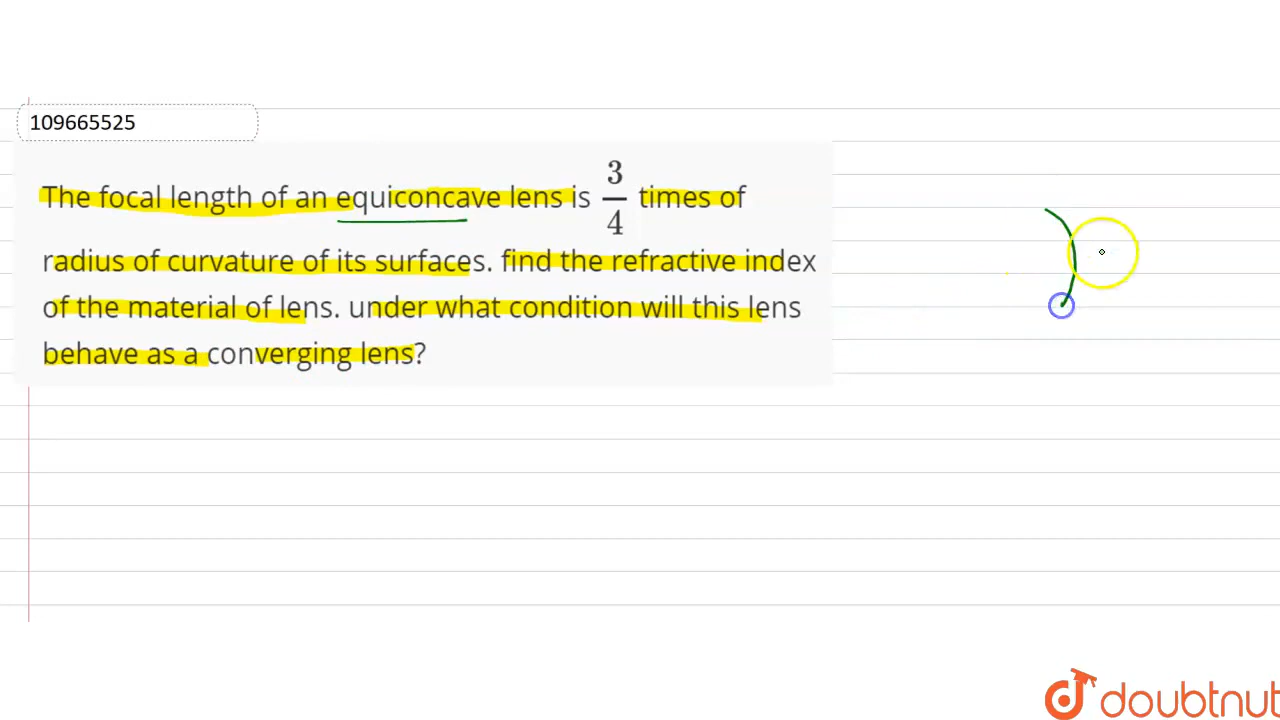 109665525
The focal length of an equiconcave lens is 3/4 times of
radius of curvature of its surfaces. find the refractive index
of the material of lens. under what condition will this lens
behave as a converging lens?
doubtnut